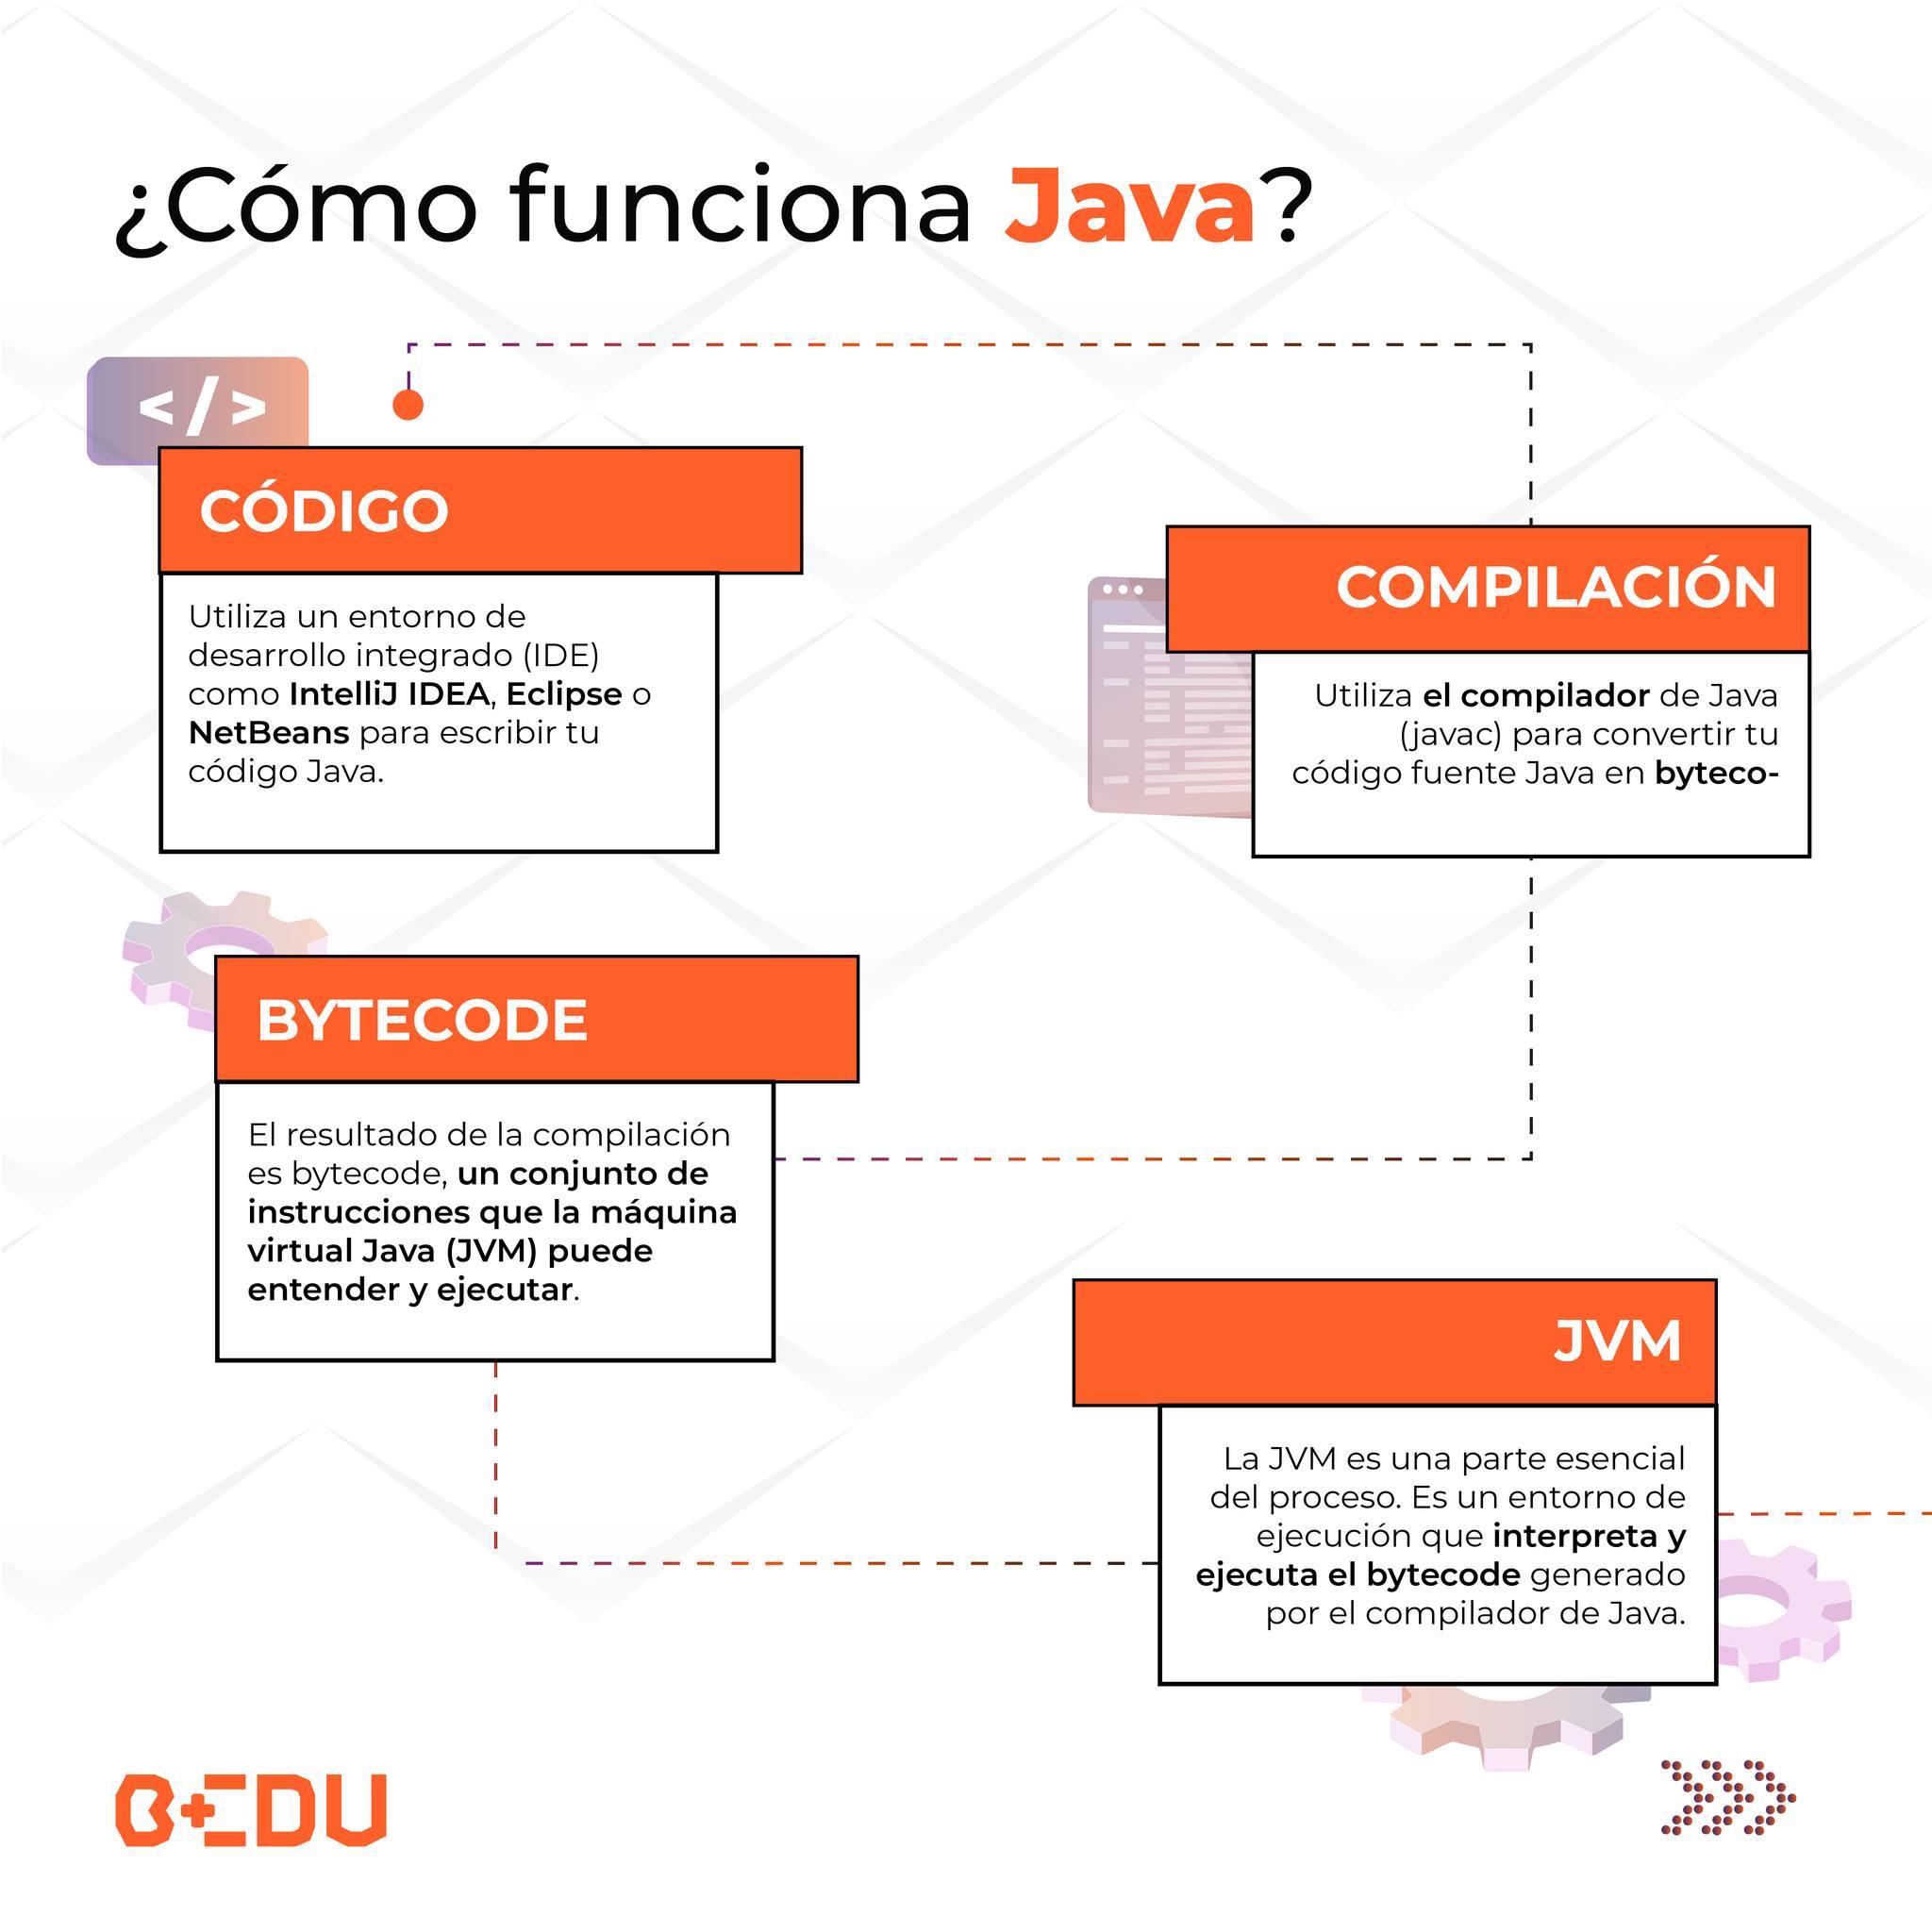 ¿Cómo funciona Java?
</>
CÓDIGO
Utiliza un entorno de
desarrollo integrado (IDE)
como IntelliJ IDEA, Eclipse o
NetBeans para escribir tu
código Java.
COMPILACIÓN
Utiliza el compilador de Java
(javac) para convertir tu
código fuente Java en byteco-
BYTECODE
El resultado de la compilación
es bytecode, un conjunto de
instrucciones que la máquina
virtual Java (JVM) puede
entender y ejecutar.
JVM
La JVM es una parte esencial
del proceso. Es un entorno de
ejecución que interpreta y
ejecuta el bytecode generado
por el compilador de Java.
B+EDU